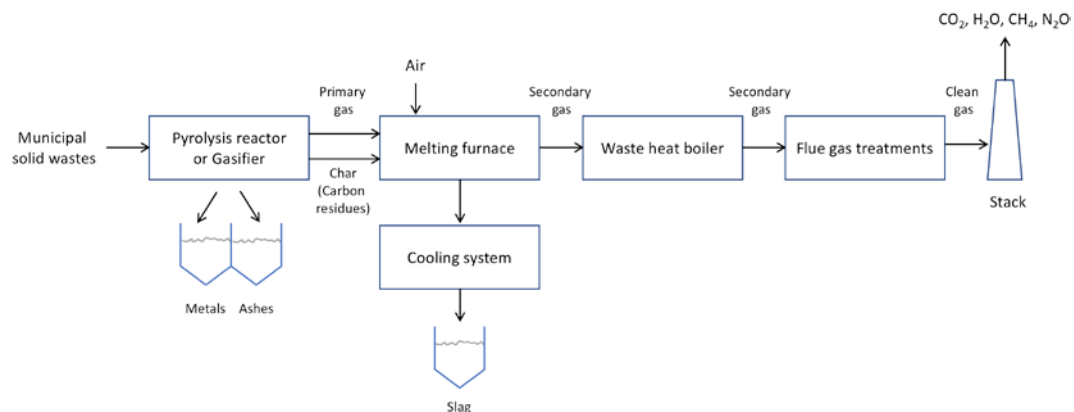 CO₂, H₂O, CH₄, N₂O
Air
Primary
gas
Secondary
gas
Secondary
gas
Clean
gas
Municipal
solid wastes
Pyrolysis reactor
or Gasifier
Melting furnace
Waste heat boiler
Flue gas treatments
Char
(Carbon
residues)
Stack
Cooling system
Metals
Ashes
Slag